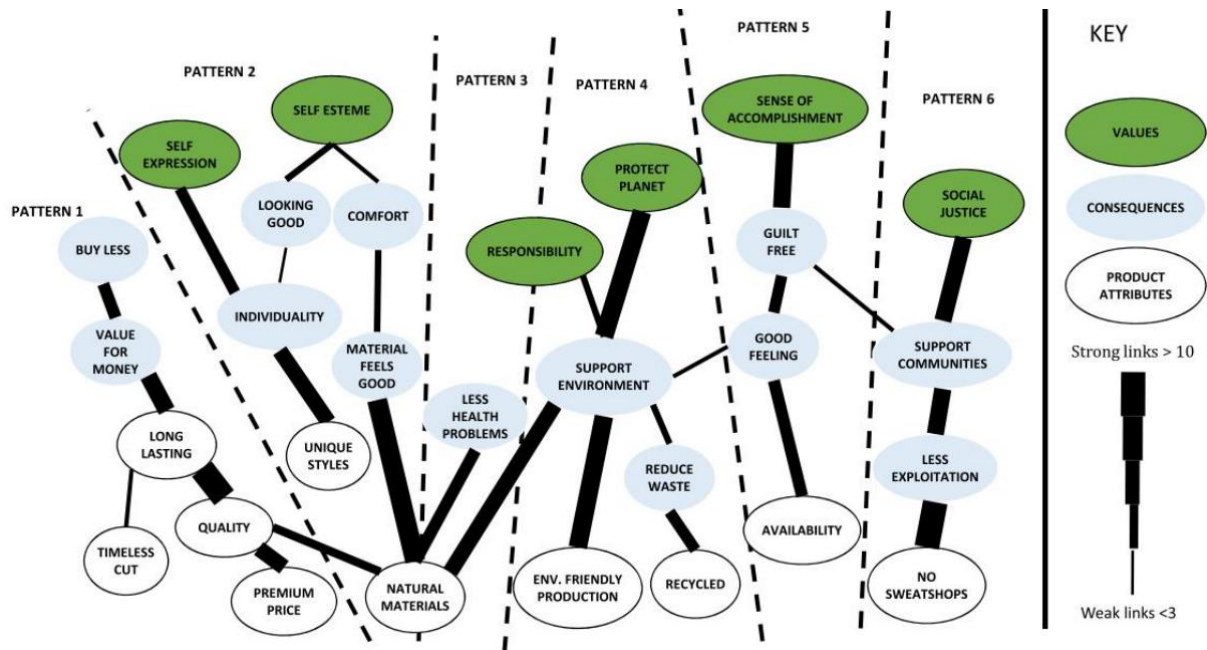 PATTERN 1
BUY LESS
VALUE
FOR
MONEY
LONG
LASTING
TIMELESS
CUT
QUALITY
PREMIUM
PRICE
PATTERN 2
SELF
EXPRESSION
SELF ESTEME
LOOKING
GOOD
COMFORT
INDIVIDUALITY
MATERIAL
FEELS
GOOD
UNIQUE
STYLES
NATURAL
MATERIALS
PATTERN 3
LESS
HEALTH
PROBLEMS
PATTERN 4
PROTECT
PLANET
RESPONSIBILITY
SUPPORT
ENVIRONMENT
REDUCE
WASTE
ENV. FRIENDLY
PRODUCTION
RECYCLED
PATTERN 5
SENSE OF
ACCOMPLISHMENT
GUILT
FREE
GOOD
FEELING
AVAILABILITY
PATTERN 6
SOCIAL
JUSTICE
SUPPORT
COMMUNITIES
LESS
EXPLOITATION
NO
SWEATSHOPS
KEY
VALUES
CONSEQUENCES
PRODUCT
ATTRIBUTES
Strong links > 10
Weak links <3